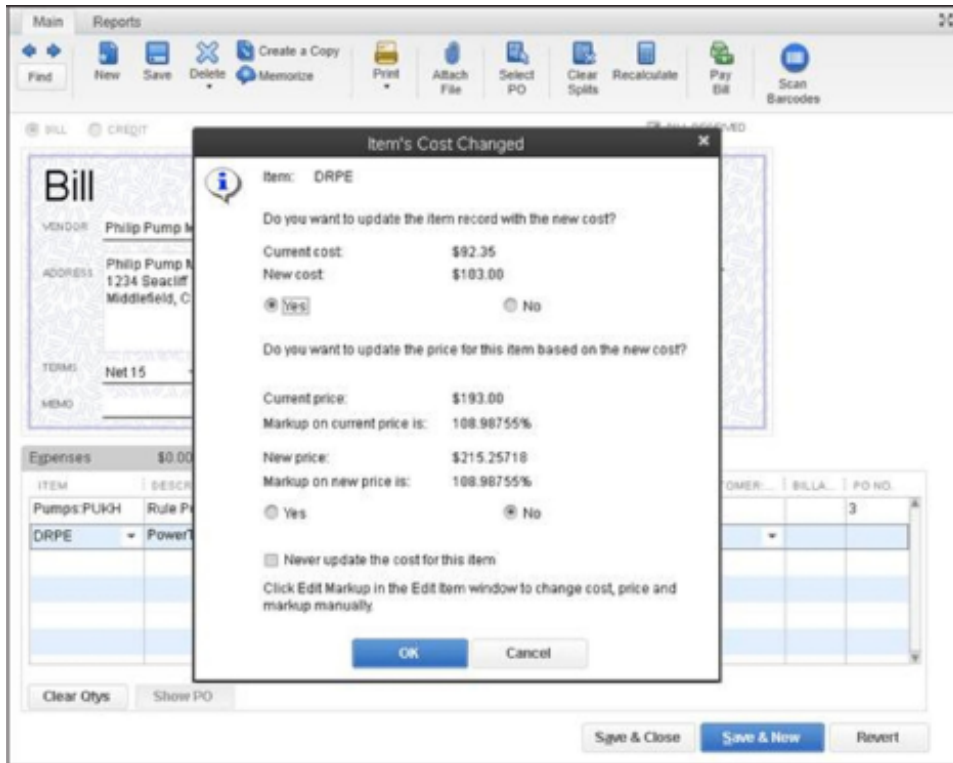 Main Reports
Find New Save Delete Create a Copy
Memorize
Print Attach File Select PO Clear Splits Recalculate Pay Bill Scan Barcodes
BILL CREDIT
Item's Cost Changed
Bill
Item: DRPE
Do you want to update the item record with the new cost?
VENDOR Philip Pump M
Current cost: $92.35
ADDRESS Philip Pump M
New cost: $103.00
1234 Seacliff
Middlefield, C
Yes No
Do you want to update the price for this item based on the new cost?
TERMS Net 15
Current price: $193.00
MEMO
Markup on current price is: 108.98755%
Expenses $0.00
New price: $215.25718
Markup on new price is: 108.98755%
ITEM DESCR OMER:... BILLA... PO NO.
Pumps:PUKH Rule P 3
Yes No
DRPE PowerT
Never update the cost for this item
Click Edit Markup in the Edit Item window to change cost, price and
markup manually.
OK Cancel
Clear Qtys Show PO
Save & Close Save & New Revert